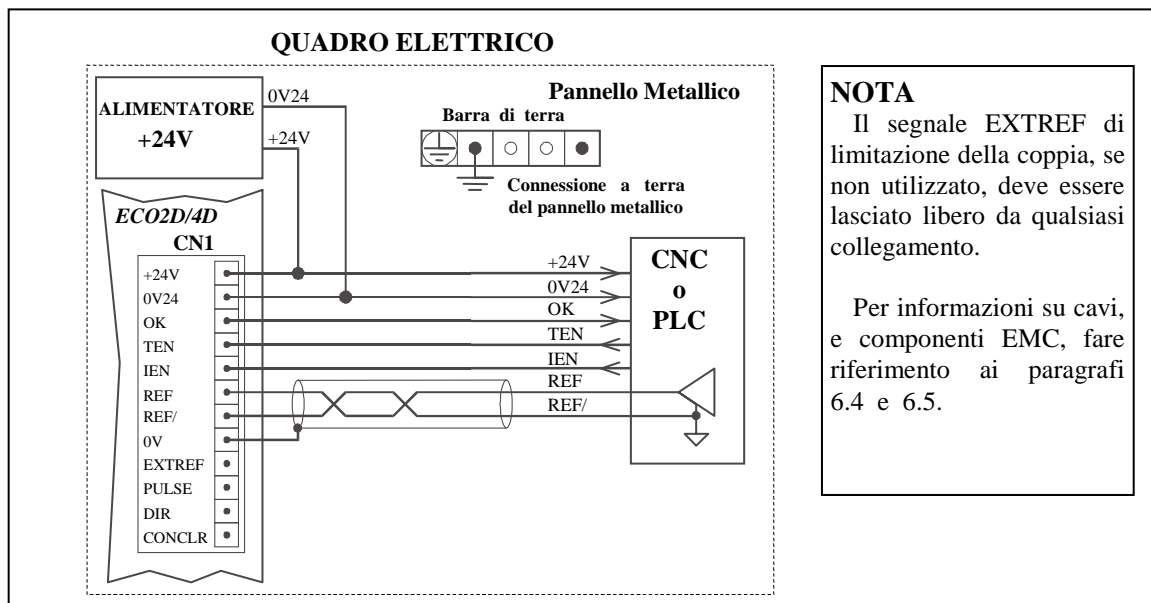 QUADRO ELETTRICO
ALIMENTATORE
+24V
0V24
+24V
Pannello Metallico
Barra di terra
Connessione a terra
del pannello metallico
ECO2D/4D
CN1
+24V
0V24
OK
TEN
IEN
REF
REF/
0V
EXTREF
PULSE
DIR
CONCLR
+24V
0V24
OK
TEN
IEN
REF
REF/
CNC
o
PLC
NOTA
Il segnale EXTREF di
limitazione della coppia, se
non utilizzato, deve essere
lasciato libero da qualsiasi
collegamento.
Per informazioni su cavi,
e componenti EMC, fare
riferimento ai paragrafi
6.4 e 6.5.